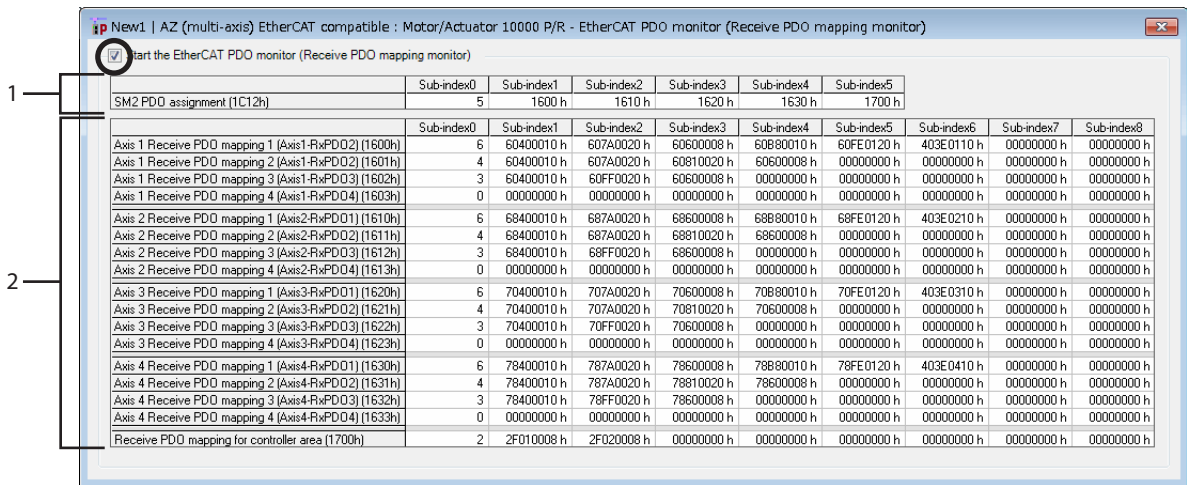 New1 | AZ (multi-axis) EtherCAT compatible : Motor/Actuator 10000 P/R - EtherCAT PDO monitor (Receive PDO mapping monitor)
Start the EtherCAT PDO monitor (Receive PDO mapping monitor)
1
Sub-index0 Sub-index1 Sub-index2 Sub-index3 Sub-index4 Sub-index5
SM2 PDO assignment (1C12h) 5 1600 h 1610 h 1620 h 1630 h 1700 h
2
Sub-index0 Sub-index1 Sub-index2 Sub-index3 Sub-index4 Sub-index5 Sub-index6 Sub-index7 Sub-index8
Axis 1 Receive PDO mapping 1 (Axis1-RxPDO2) (1600h) 6 60400010 h 607A0020 h 60600008 h 60B80010 h 60FE0120 h 403E0110 h 00000000 h 00000000 h
Axis 1 Receive PDO mapping 2 (Axis1-RxPDO2) (1601h) 4 60400010 h 607A0020 h 60810020 h 60600008 h 00000000 h 00000000 h 00000000 h 00000000 h
Axis 1 Receive PDO mapping 3 (Axis1-RxPDO3) (1602h) 3 60400010 h 60FF0020 h 60600008 h 00000000 h 00000000 h 00000000 h 00000000 h 00000000 h
Axis 1 Receive PDO mapping 4 (Axis1-RxPDO4) (1603h) 0 00000000 h 00000000 h 00000000 h 00000000 h 00000000 h 00000000 h 00000000 h 00000000 h
Axis 2 Receive PDO mapping 1 (Axis2-RxPDO1) (1610h) 6 68400010 h 687A0020 h 68600008 h 68B80010 h 68FE0120 h 403E0210 h 00000000 h 00000000 h
Axis 2 Receive PDO mapping 2 (Axis2-RxPDO2) (1611h) 4 68400010 h 687A0020 h 68810020 h 68600008 h 00000000 h 00000000 h 00000000 h 00000000 h
Axis 2 Receive PDO mapping 3 (Axis2-RxPDO3) (1612h) 3 68400010 h 68FF0020 h 68600008 h 00000000 h 00000000 h 00000000 h 00000000 h 00000000 h
Axis 2 Receive PDO mapping 4 (Axis2-RxPDO4) (1613h) 0 00000000 h 00000000 h 00000000 h 00000000 h 00000000 h 00000000 h 00000000 h 00000000 h
Axis 3 Receive PDO mapping 1 (Axis3-RxPDO1) (1620h) 6 70400010 h 707A0020 h 70600008 h 70B80010 h 70FE0120 h 403E0310 h 00000000 h 00000000 h
Axis 3 Receive PDO mapping 2 (Axis3-RxPDO2) (1621h) 4 70400010 h 707A0020 h 70810020 h 70600008 h 00000000 h 00000000 h 00000000 h 00000000 h
Axis 3 Receive PDO mapping 3 (Axis3-RxPDO3) (1622h) 3 70400010 h 70FF0020 h 70600008 h 00000000 h 00000000 h 00000000 h 00000000 h 00000000 h
Axis 3 Receive PDO mapping 4 (Axis3-RxPDO4) (1623h) 0 00000000 h 00000000 h 00000000 h 00000000 h 00000000 h 00000000 h 00000000 h 00000000 h
Axis 4 Receive PDO mapping 1 (Axis4-RxPDO1) (1630h) 6 78400010 h 787A0020 h 78600008 h 78B80010 h 78FE0120 h 403E0410 h 00000000 h 00000000 h
Axis 4 Receive PDO mapping 2 (Axis4-RxPDO2) (1631h) 4 78400010 h 787A0020 h 78810020 h 78600008 h 00000000 h 00000000 h 00000000 h 00000000 h
Axis 4 Receive PDO mapping 3 (Axis4-RxPDO3) (1632h) 3 78400010 h 78FF0020 h 78600008 h 00000000 h 00000000 h 00000000 h 00000000 h 00000000 h
Axis 4 Receive PDO mapping 4 (Axis4-RxPDO4) (1633h) 0 00000000 h 00000000 h 00000000 h 00000000 h 00000000 h 00000000 h 00000000 h 00000000 h
Receive PDO mapping for controller area (1700h) 2 2F010008 h 2F020008 h 00000000 h 00000000 h 00000000 h 00000000 h 00000000 h 00000000 h